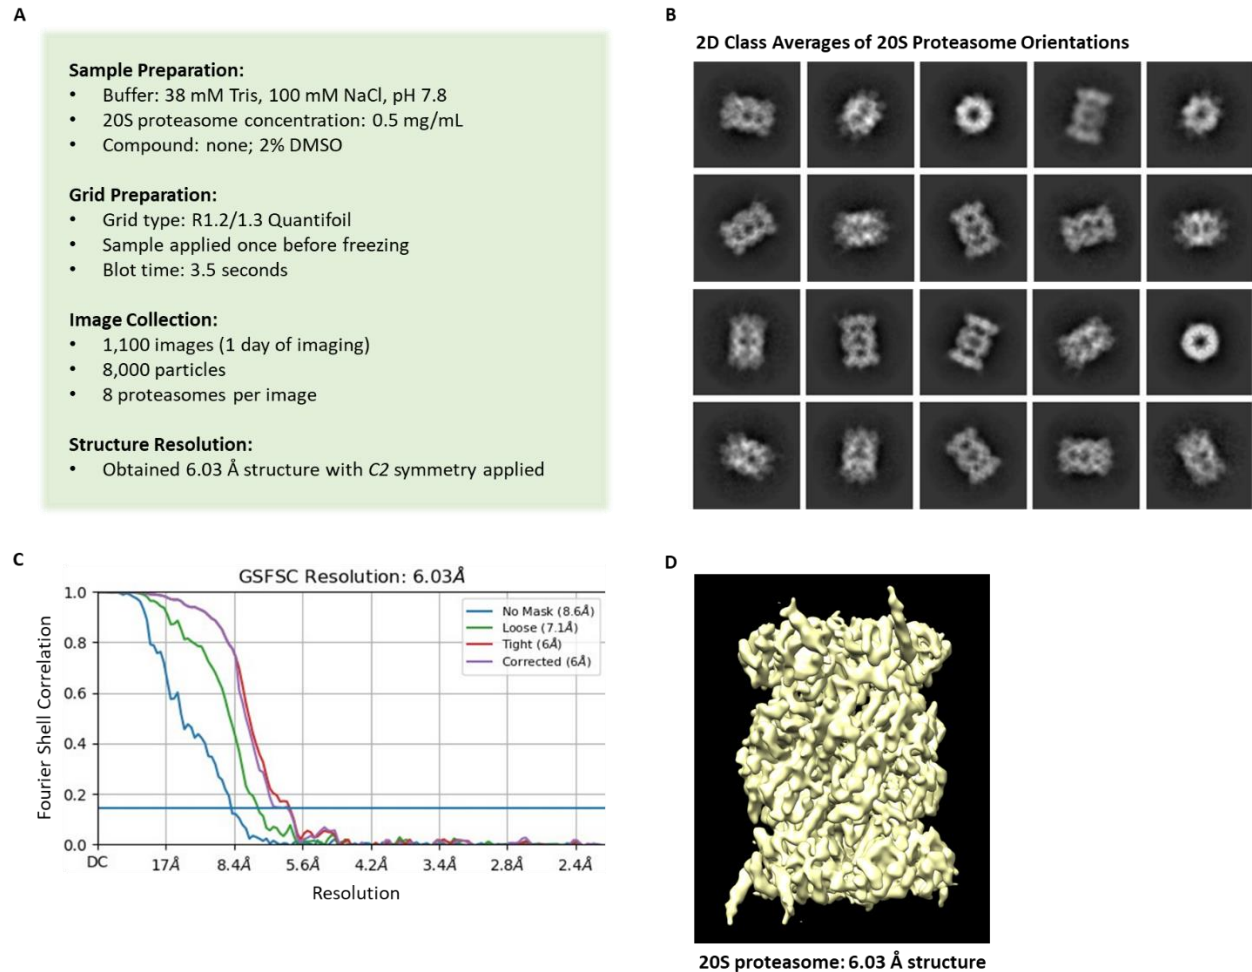 A
Sample Preparation:
• Buffer: 38 mM Tris, 100 mM NaCl, pH 7.8
• 20S proteasome concentration: 0.5 mg/mL
• Compound: none; 2% DMSO
Grid Preparation:
• Grid type: R1.2/1.3 Quantifoil
• Sample applied once before freezing
• Blot time: 3.5 seconds
Image Collection:
• 1,100 images (1 day of imaging)
• 8,000 particles
• 8 proteasomes per image
Structure Resolution:
• Obtained 6.03 Å structure with C2 symmetry applied
B
2D Class Averages of 20S Proteasome Orientations
C
GSFSC Resolution: 6.03Å
Fourier Shell Correlation
1.0
0.8
0.6
0.4
0.2
0.0
No Mask (8.6Å)
Loose (7.1Å)
Tight (6Å)
Corrected (6Å)
DC 17Å 8.4Å 5.6Å 4.2Å 3.4Å 2.8Å 2.4Å
Resolution
D
20S proteasome: 6.03 Å structure